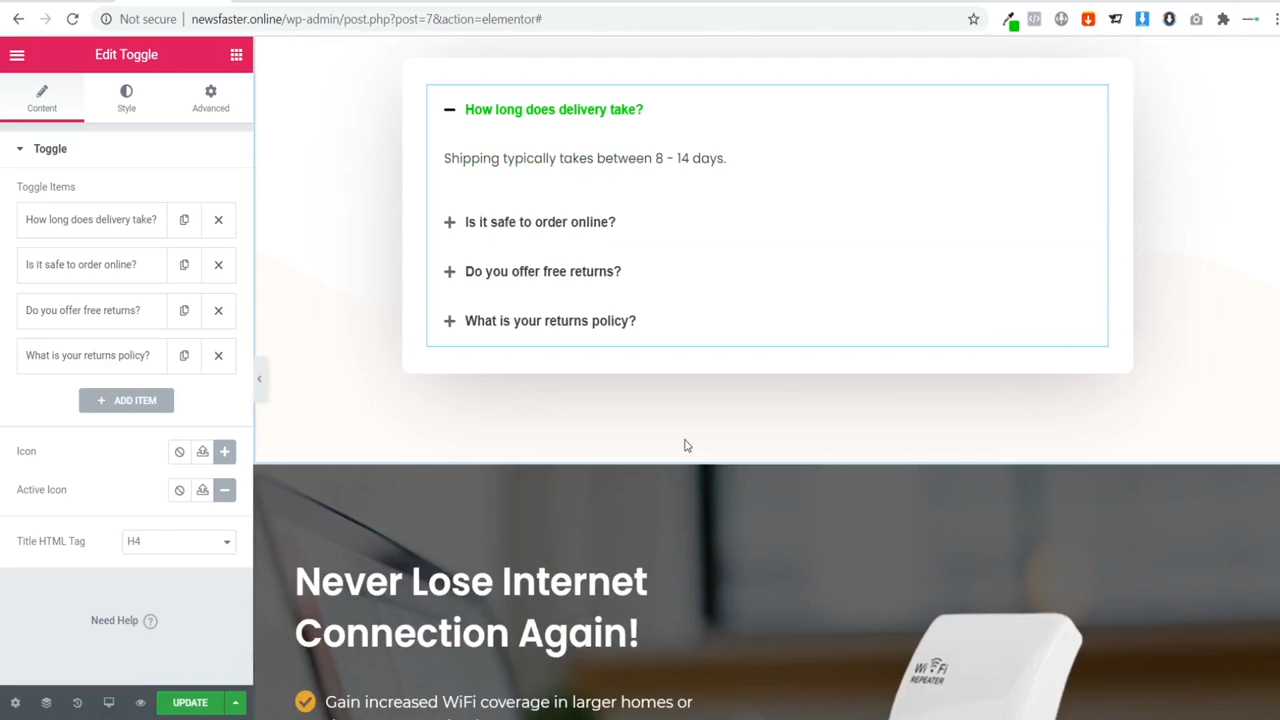 Not secure
newsfaster.online/wp-admin/post.php?post=7&action=elementor#
Edit Toggle
Content
Style
Advanced
Toggle
Toggle Items
How long does delivery take?
Is it safe to order online?
Do you offer free returns?
What is your returns policy?
ADD ITEM
Icon
Active Icon
Title HTML Tag
H4
Need Help
UPDATE
How long does delivery take?
Shipping typically takes between 8 - 14 days.
Is it safe to order online?
Do you offer free returns?
What is your returns policy?
Never Lose Internet
Connection Again!
Gain increased WiFi coverage in larger homes or
WiFi
REPEATER